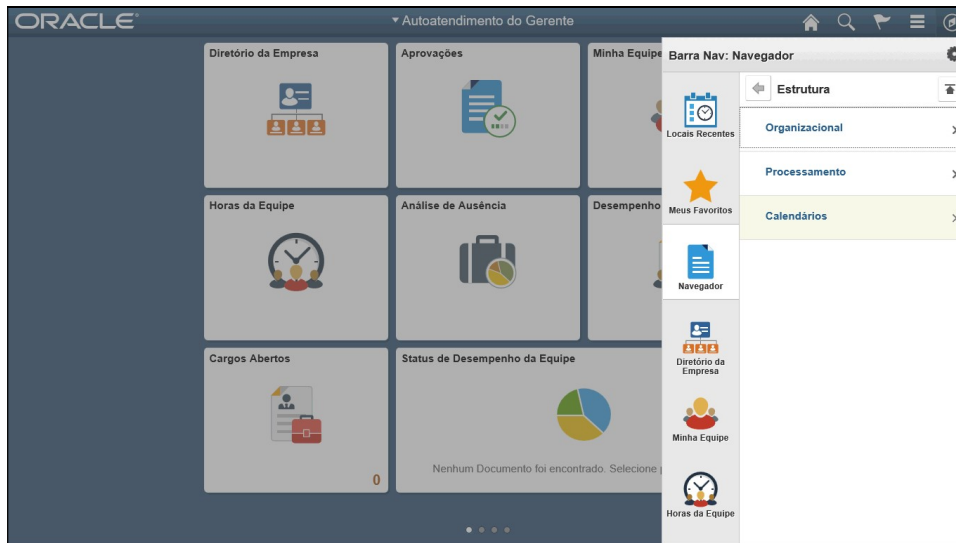 ORACLE
Autoatendimento do Gerente
Diretório da Empresa
Aprovações
Minha Equipe
Horas da Equipe
Análise de Ausência
Desempenho
Cargos Abertos
0
Status de Desempenho da Equipe
Nenhum Documento foi encontrado. Selecione
Barra Nav: Navegador
Locais Recentes
Meus Favoritos
Navegador
Diretório da
Empresa
Minha Equipe
Horas da Equipe
Estrutura
Organizacional
Processamento
Calendários